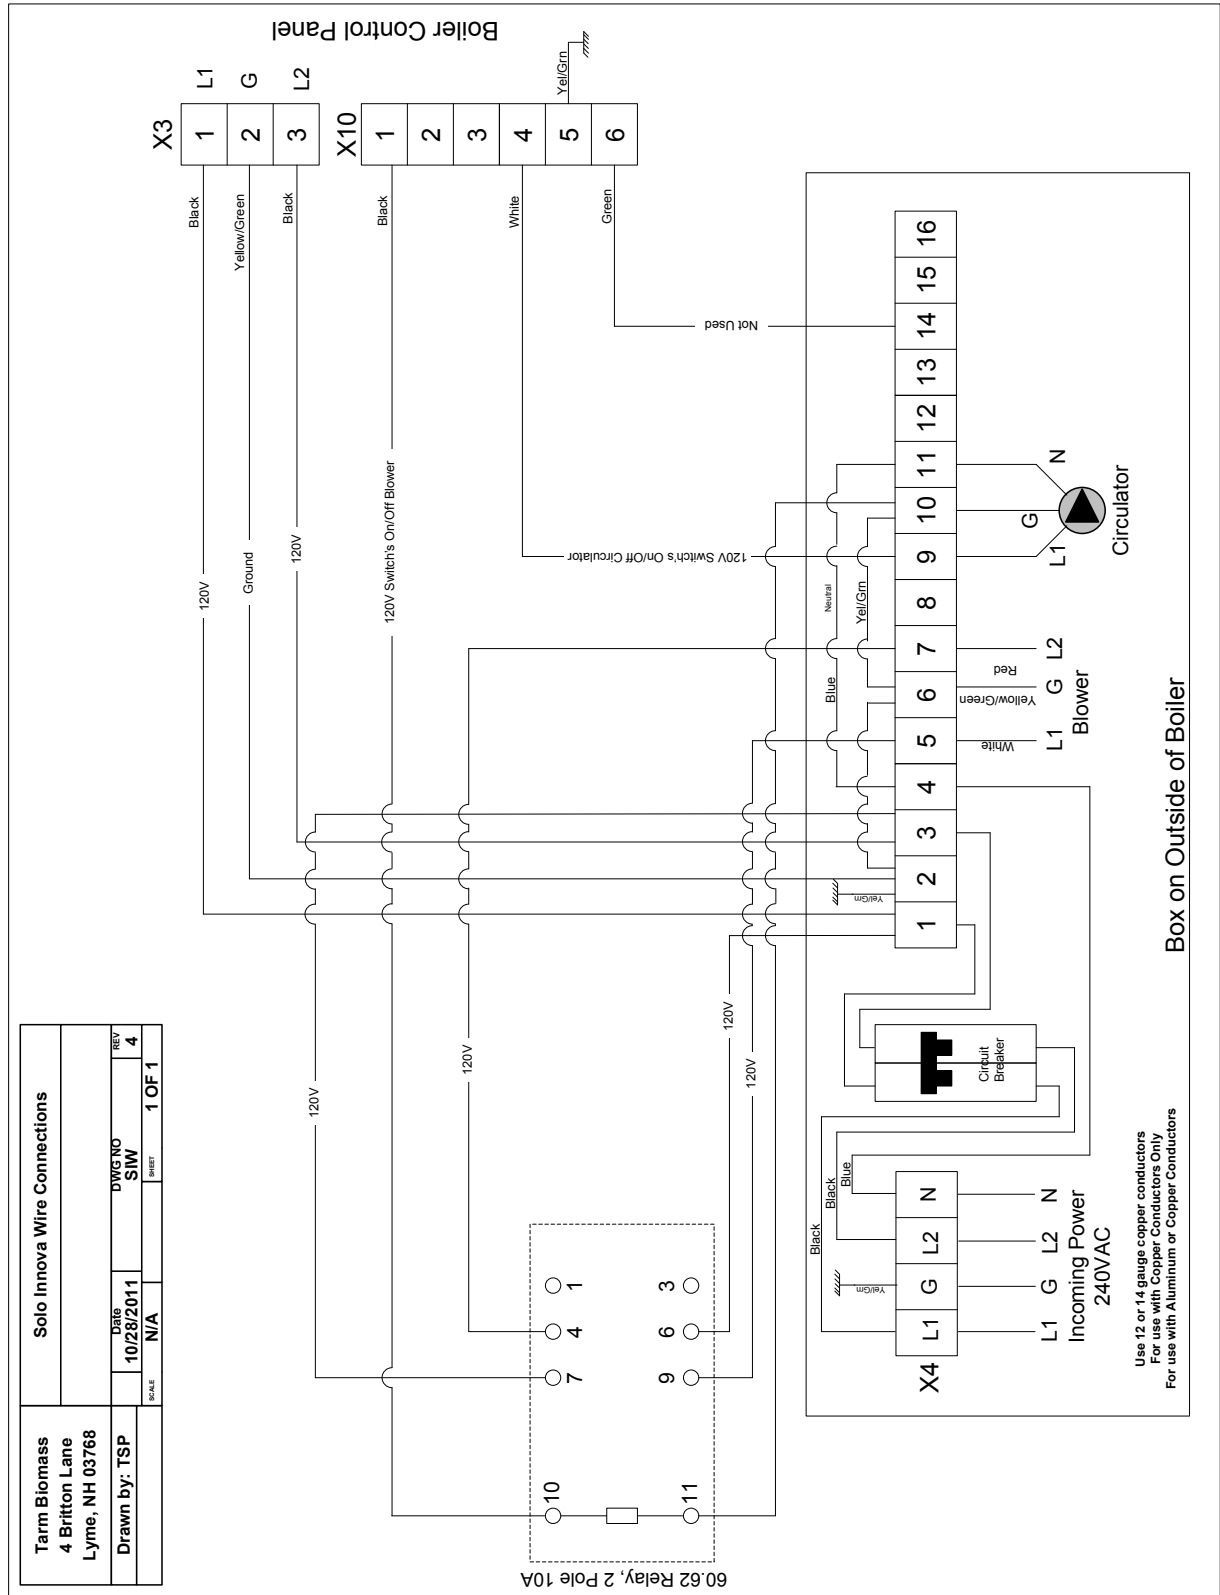 Tarm Biomass
4 Britton Lane
Lyme, NH 03768
Drawn by: TSP
Solo Innova Wire Connections
Date
10/28/2011
DWG NO
SIW
REV
4
SCALE
N/A
SHEET
1 OF 1
Boiler Control Panel
X3
1
2
3
L1
G
L2
X10
1
2
3
4
5
6
Yel/Grn
Black
Yellow/Green
Black
Black
White
Green
120V
Ground
120V
120V Switch's On/Off Blower
120V Switch's On/Off Circulator
Not Used
120V
120V
120V
120V
60.62 Relay, 2 Pole 10A
10
7
4
1
11
9
6
3
1
2
3
4
5
6
7
8
9
10
11
12
13
14
15
16
Yel/Grn
Blue
Neutral
Yel/Grn
White
Yellow/Green
Red
L1
G
L2
Blower
L1
G
N
Circulator
Circuit
Breaker
Black
Black
Blue
Yel/Grn
X4
L1
G
L2
N
L1
G
L2
N
Incoming Power
240VAC
Box on Outside of Boiler
Use 12 or 14 gauge copper conductors
For use with Copper Conductors Only
For use with Aluminum or Copper Conductors